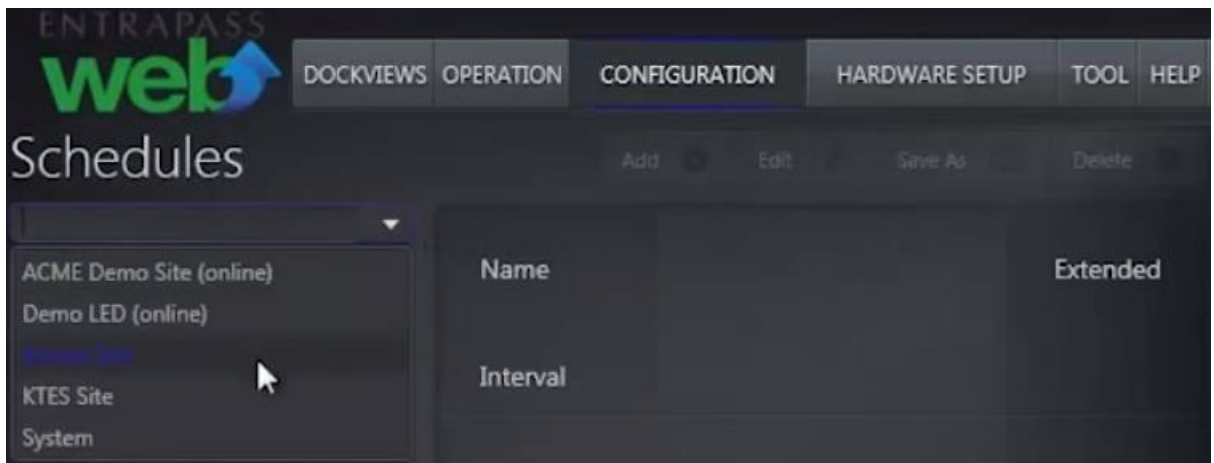 ENTRAPASS
web
DOCKVIEWS OPERATION CONFIGURATION HARDWARE SETUP TOOL HELP
Schedules
Add Edit Save As Delete
ACME Demo Site (online)
Demo LED (online)
Site
KTES Site
System
Name
Extended
Interval